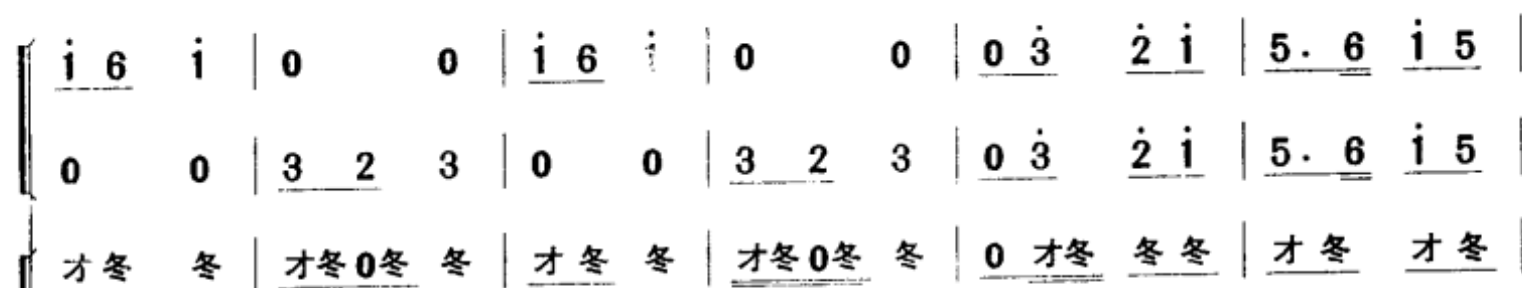 i̇ 6 i̇ | 0 0 | i̇ 6 i̇ | 0 0 | 0 3̇ 2̇ i̇ | 5. 6 i̇ 5 |
0 0 | 3 2 3 | 0 0 | 3 2 3 | 0 3̇ 2̇ i̇ | 5. 6 i̇ 5 |
才冬 冬 | 才冬0冬 冬 | 才冬 冬 | 才冬0冬 冬 | 0 才冬 冬冬 | 才冬 才冬 |